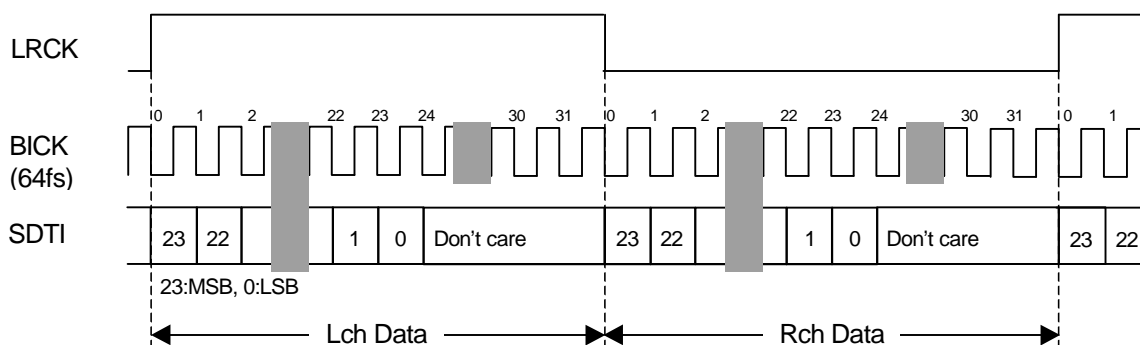 LRCK
0 1 2 22 23 24 30 31 0 1 2 22 23 24 30 31 0 1
BICK
(64fs)
SDTI 23 22 1 0 Don't care 23 22 1 0 Don't care 23 22
23:MSB, 0:LSB
Lch Data Rch Data